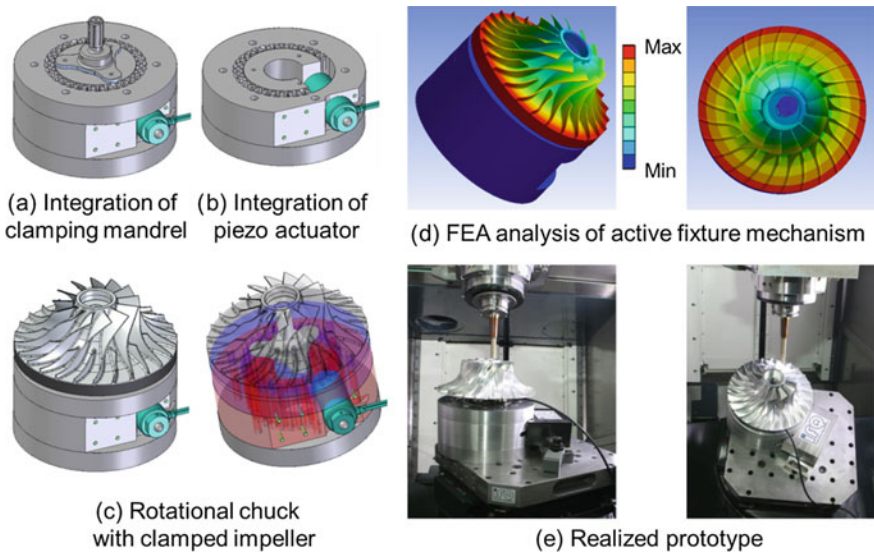 (a) Integration of
clamping mandrel
(b) Integration of
piezo actuator
Max
Min
(d) FEA analysis of active fixture mechanism
(c) Rotational chuck
with clamped impeller
(e) Realized prototype